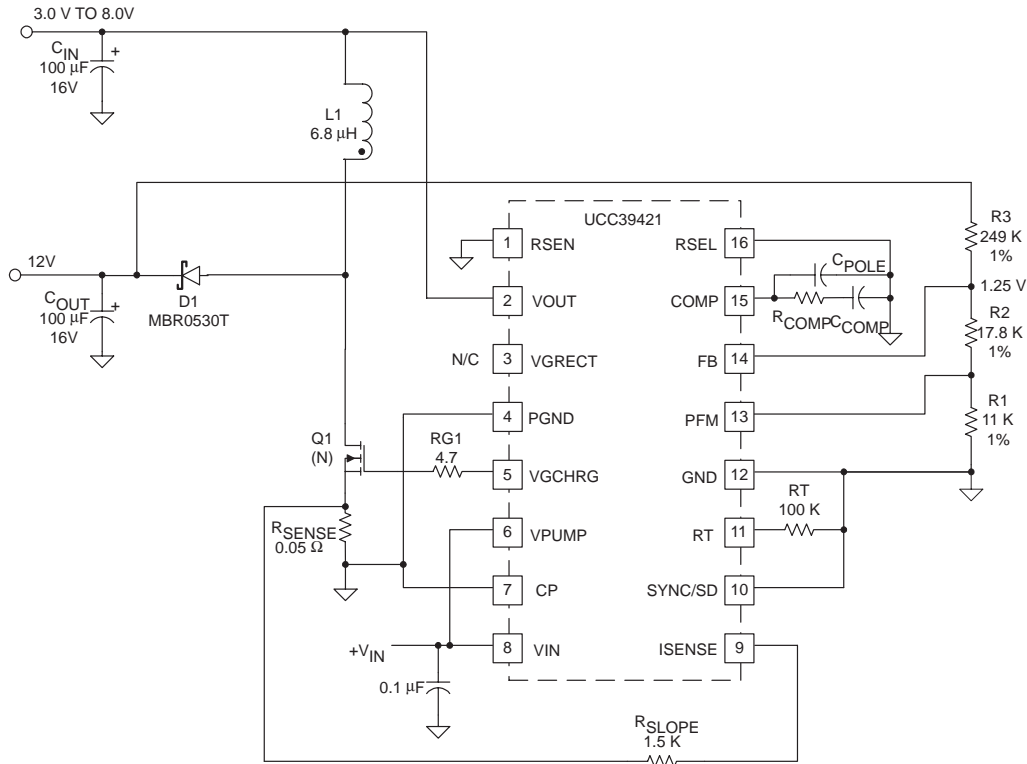 3.0 V TO 8.0V
CIN
100 µF
16V
+
L1
6.8 µH
12V
COUT
100 µF
16V
+
D1
MBR0530T
UCC39421
1 RSEN
2 VOUT
N/C 3 VGRECT
4 PGND
5 VGCHRG
6 VPUMP
7 CP
8 VIN
RSEL 16
COMP 15
FB 14
PFM 13
GND 12
RT 11
SYNC/SD 10
ISENSE 9
CPOLE
RCOMP
CCOMP
R3
249 K
1%
1.25 V
R2
17.8 K
1%
R1
11 K
1%
Q1
(N)
RG1
4.7
RSENSE
0.05 Ω
RT
100 K
+VIN
0.1 µF
RSLOPE
1.5 K